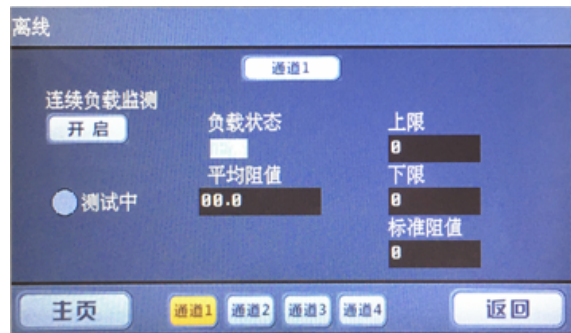 离线
通道1
连续负载监测
开启
负载状态
上限
0
平均阻值
下限
测试中
00.0
0
标准阻值
0
主页
通道1
通道2
通道3
通道4
返回